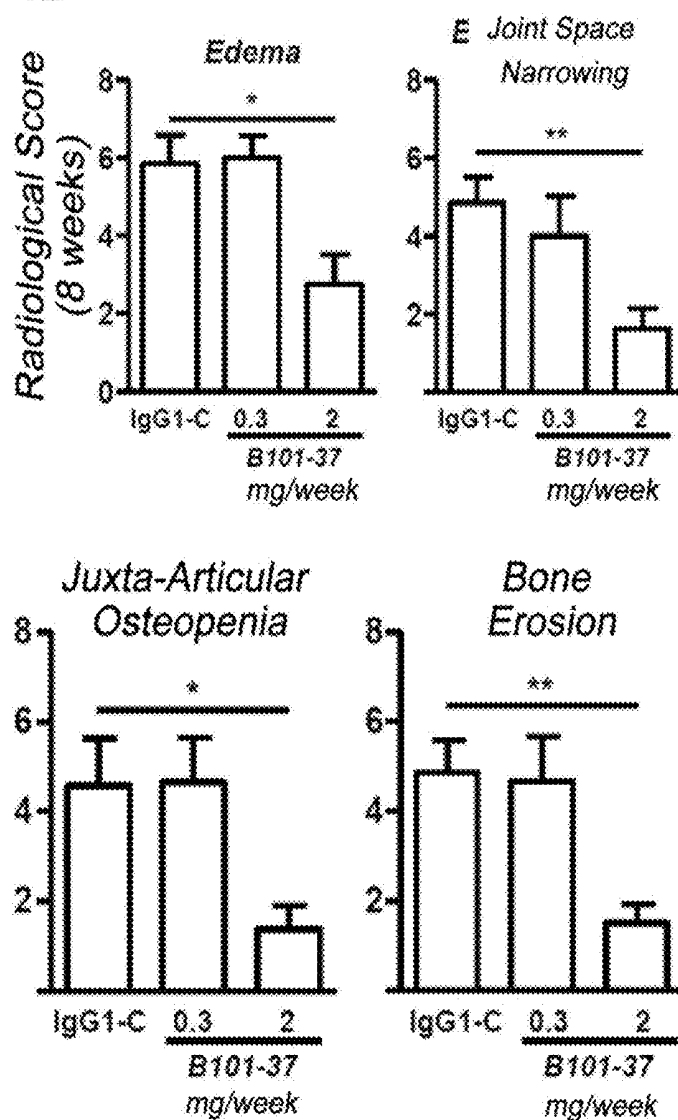 Edema
E Joint Space
Narrowing
Radiological Score
(8 weeks)
8
6
4
2
0
*
IgG1-C 0.3 2
B101-37
mg/week
8
6
4
2
**
IgG1-C 0.3 2
B101-37
mg/week
Juxta-Articular
Osteopenia
8
6
4
2
*
IgG1-C 0.3 2
B101-37
mg/week
Bone
Erosion
8
6
4
2
**
IgG1-C 0.3 2
B101-37
mg/week